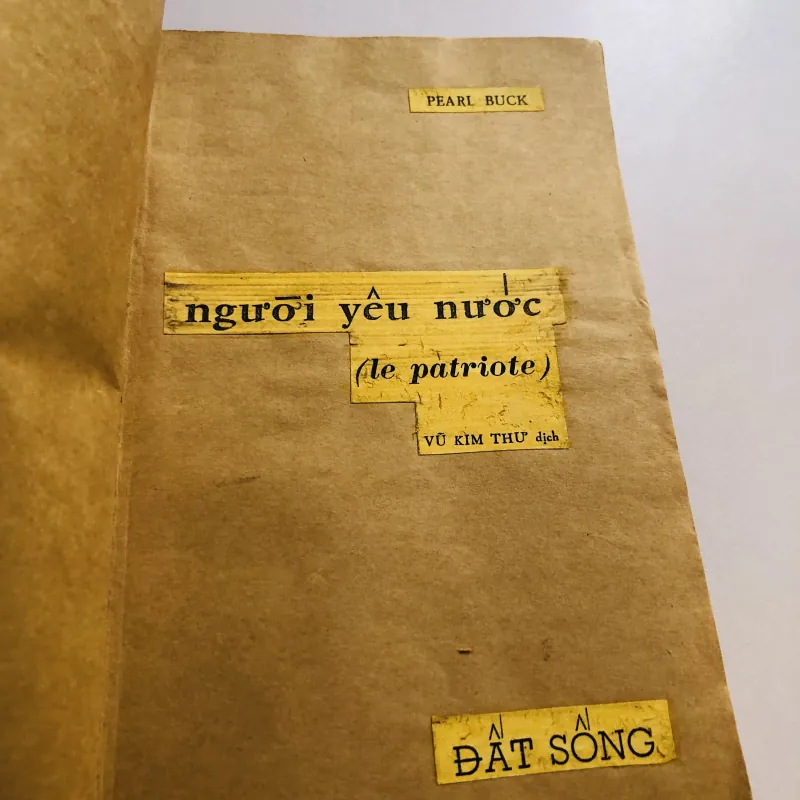 PEARL BUCK
người yêu nước
(le patriote)
VŨ KIM THƯ dịch
ĐẤT SỐNG